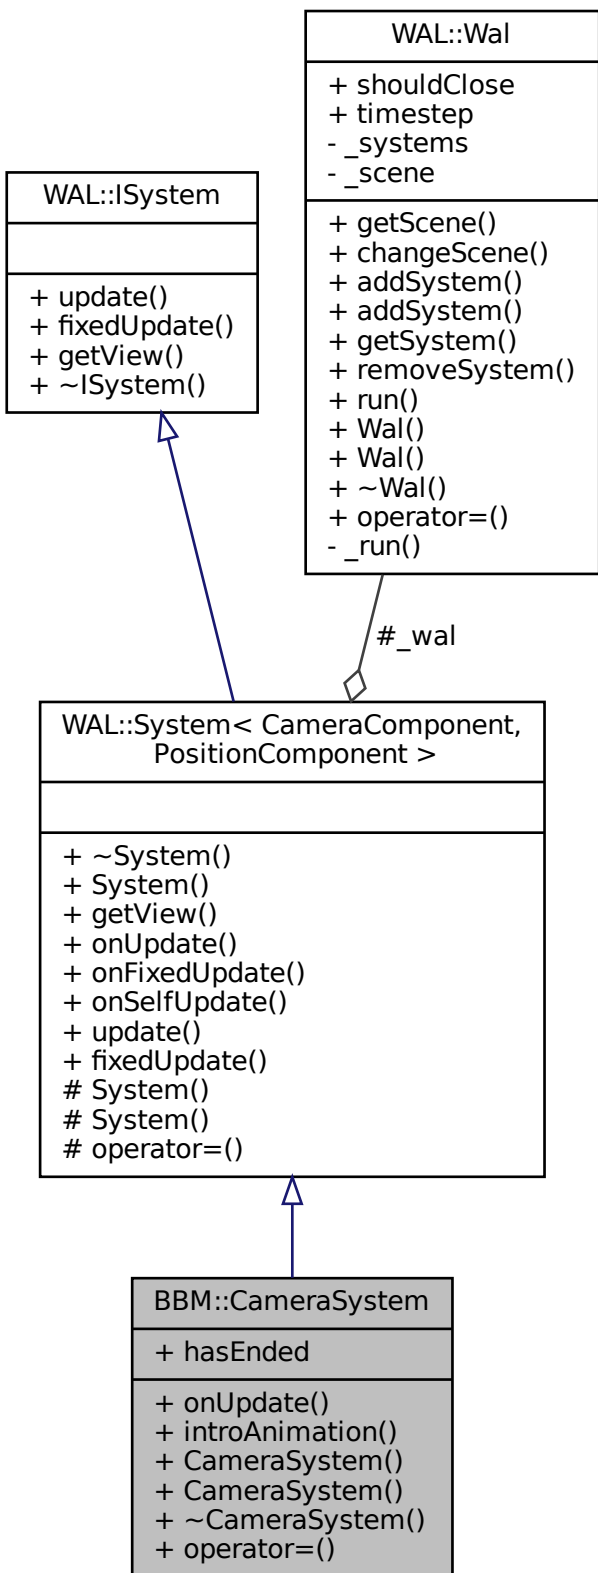 WAL::Wal
+ shouldClose
+ timestep
- _systems
- _scene
+ getScene()
+ changeScene()
+ addSystem()
+ addSystem()
+ getSystem()
+ removeSystem()
+ run()
+ Wal()
+ Wal()
+ ~Wal()
+ operator=()
- _run()
WAL::ISystem
+ update()
+ fixedUpdate()
+ getView()
+ ~ISystem()
#_wal
WAL::System< CameraComponent,
PositionComponent >
+ ~System()
+ System()
+ getView()
+ onUpdate()
+ onFixedUpdate()
+ onSelfUpdate()
+ update()
+ fixedUpdate()
# System()
# System()
# operator=()
BBM::CameraSystem
+ hasEnded
+ onUpdate()
+ introAnimation()
+ CameraSystem()
+ CameraSystem()
+ ~CameraSystem()
+ operator=()